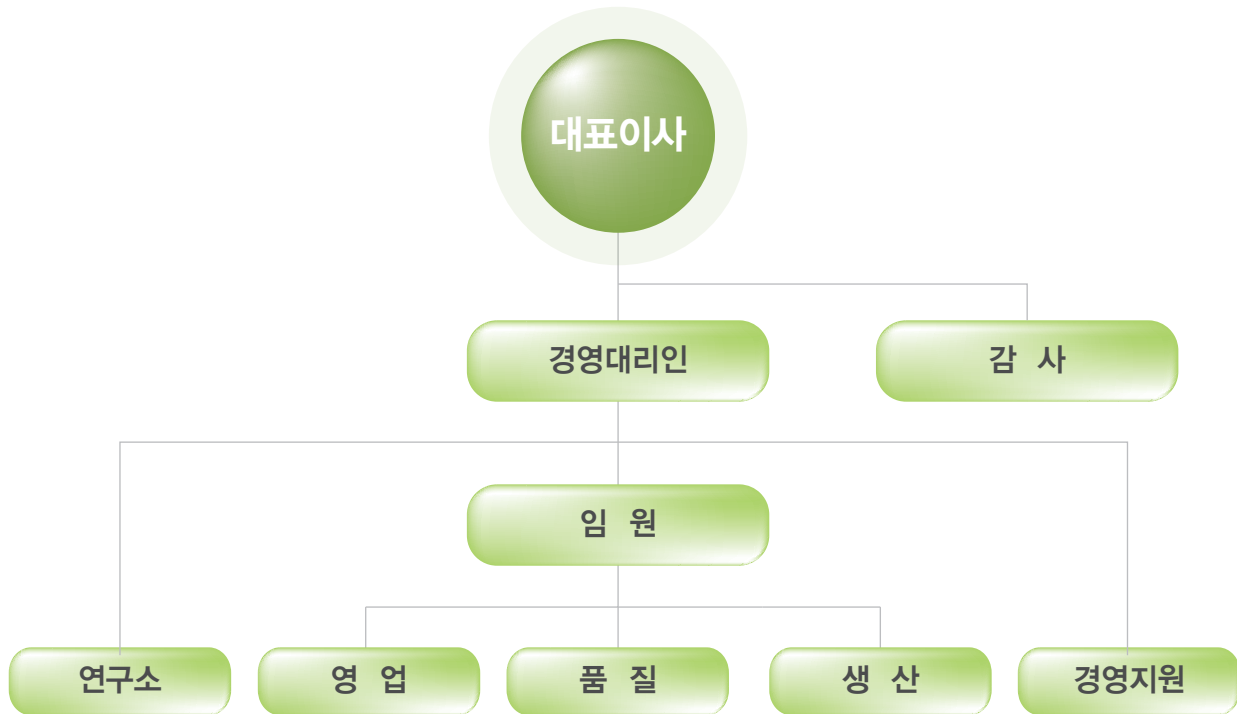 대표이사
경영대리인
감 사
임 원
연구소
영 업
품 질
생 산
경영지원